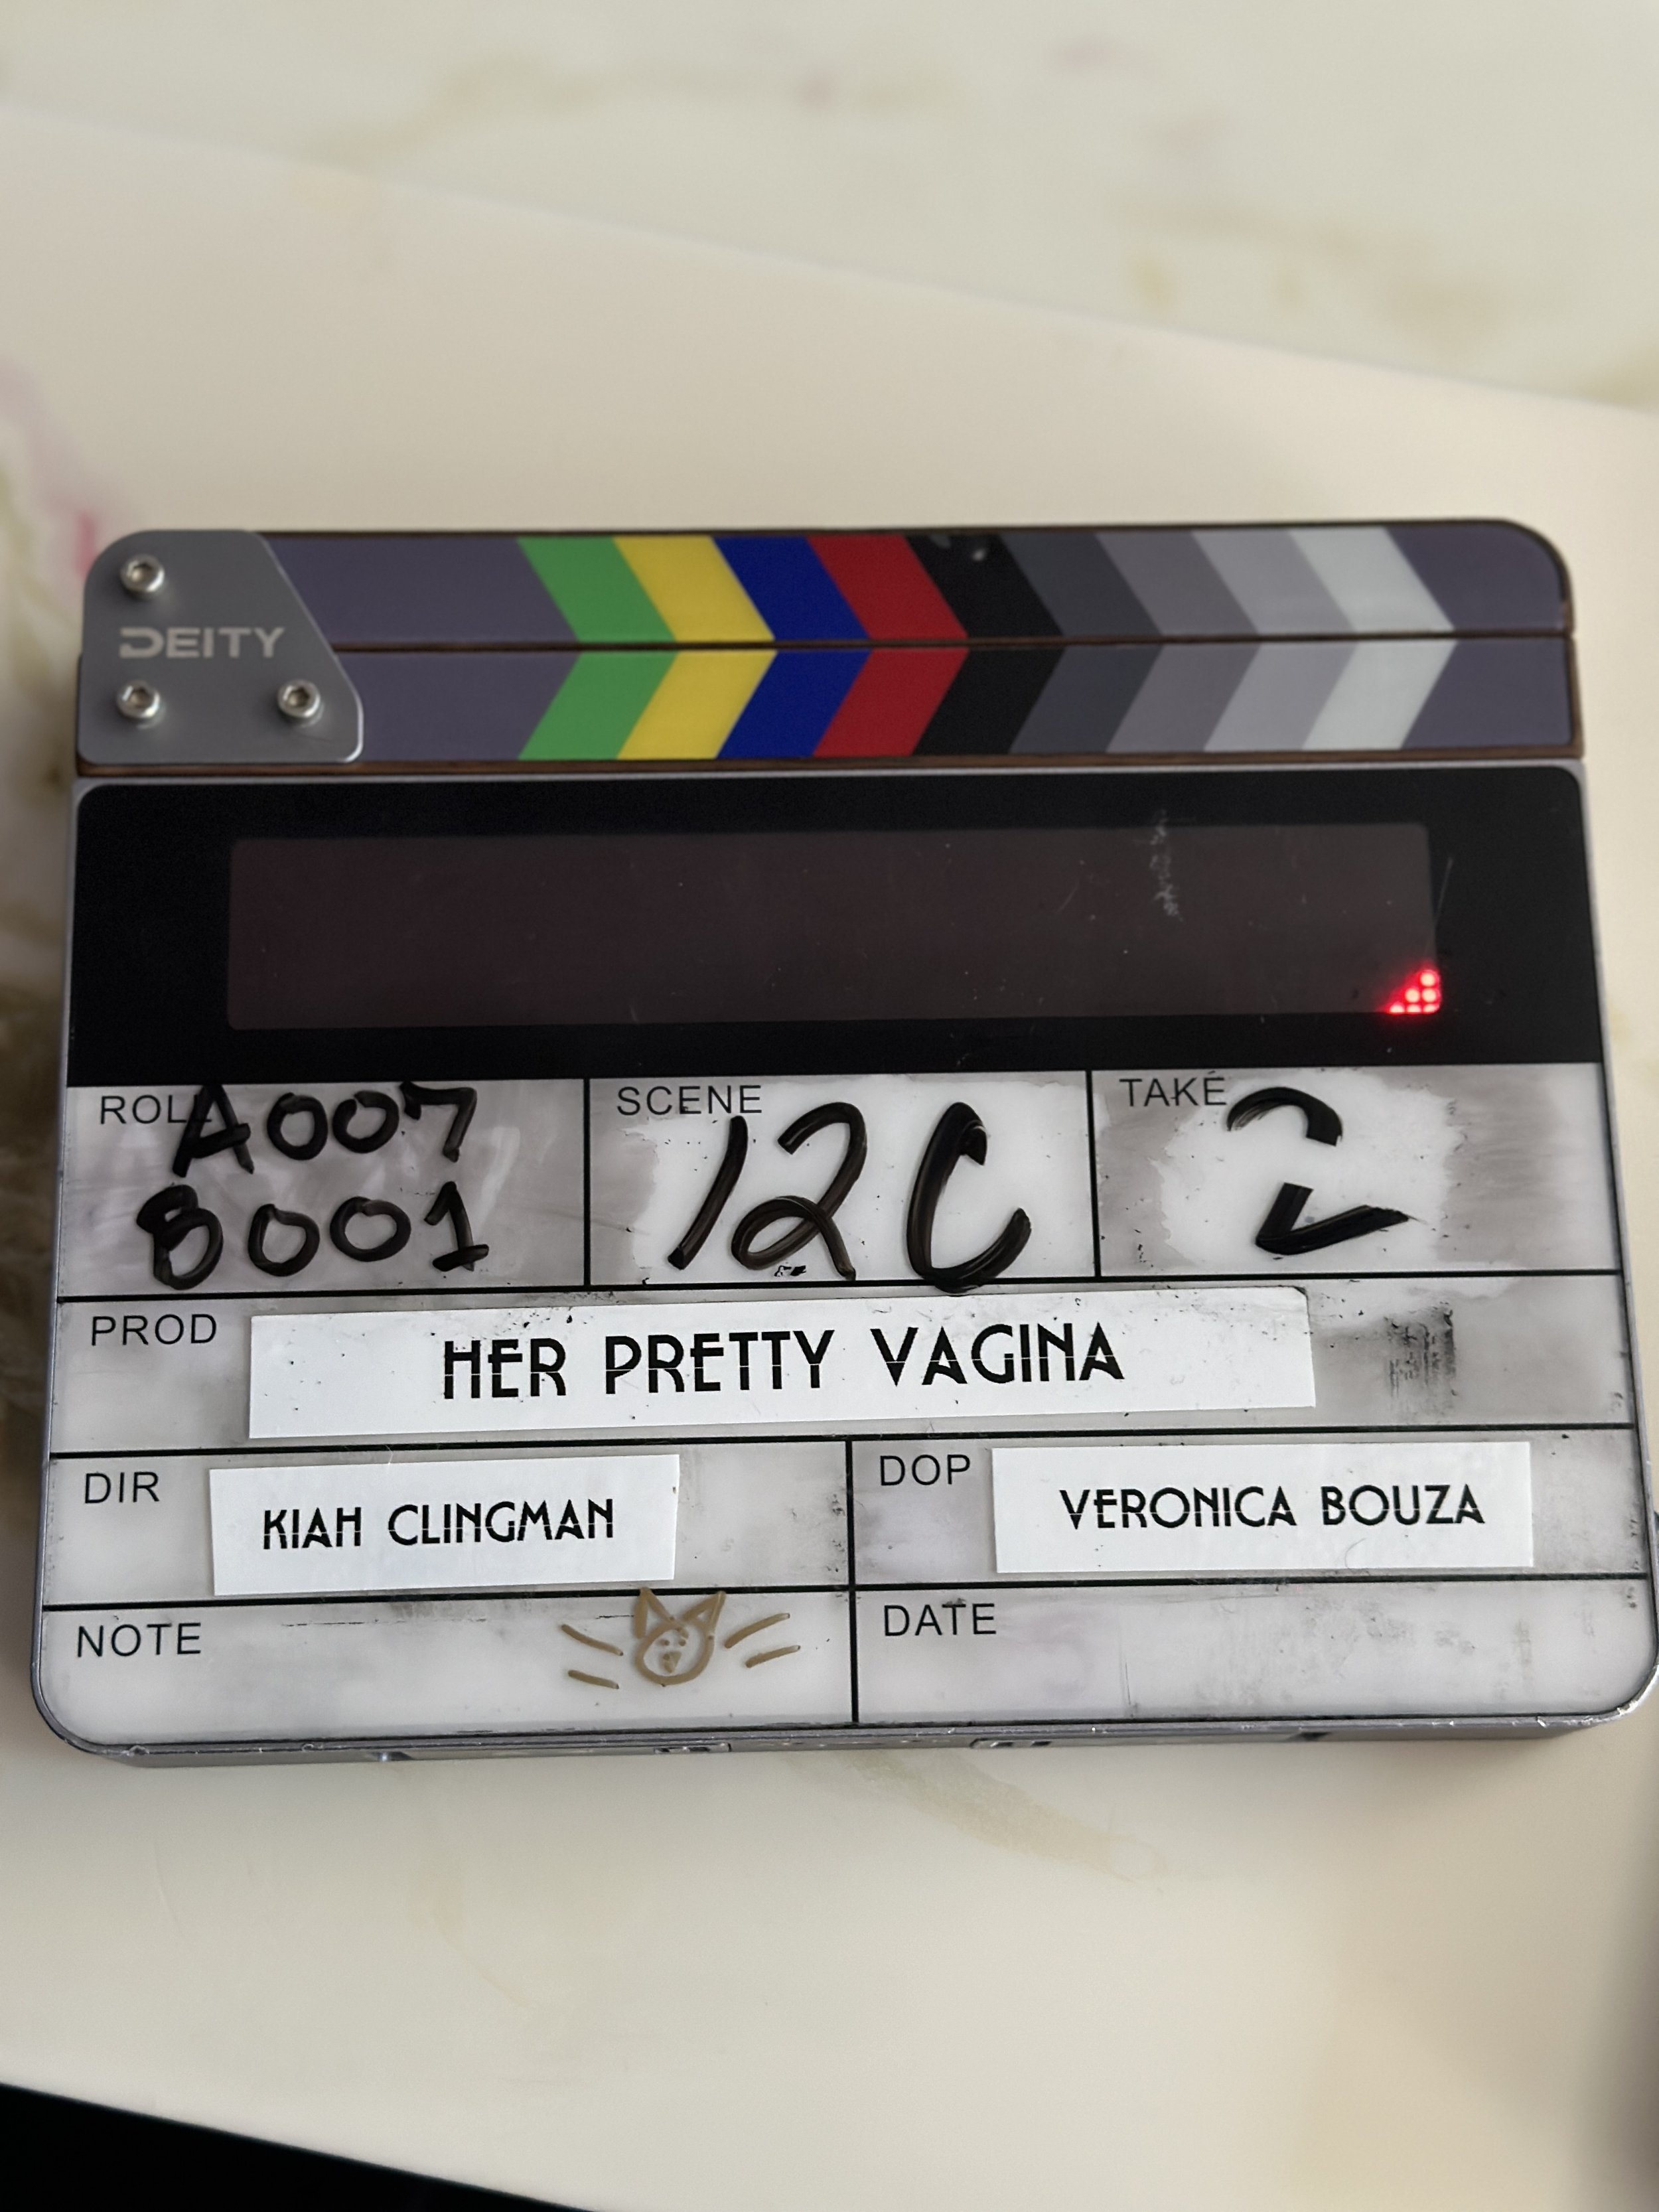 DEITY
ROLL A007
B001
SCENE 12C
TAKE 2
PROD HER PRETTY VAGINA
DIR KIAH CLINGMAN
DOP VERONICA BOUZA
NOTE
DATE